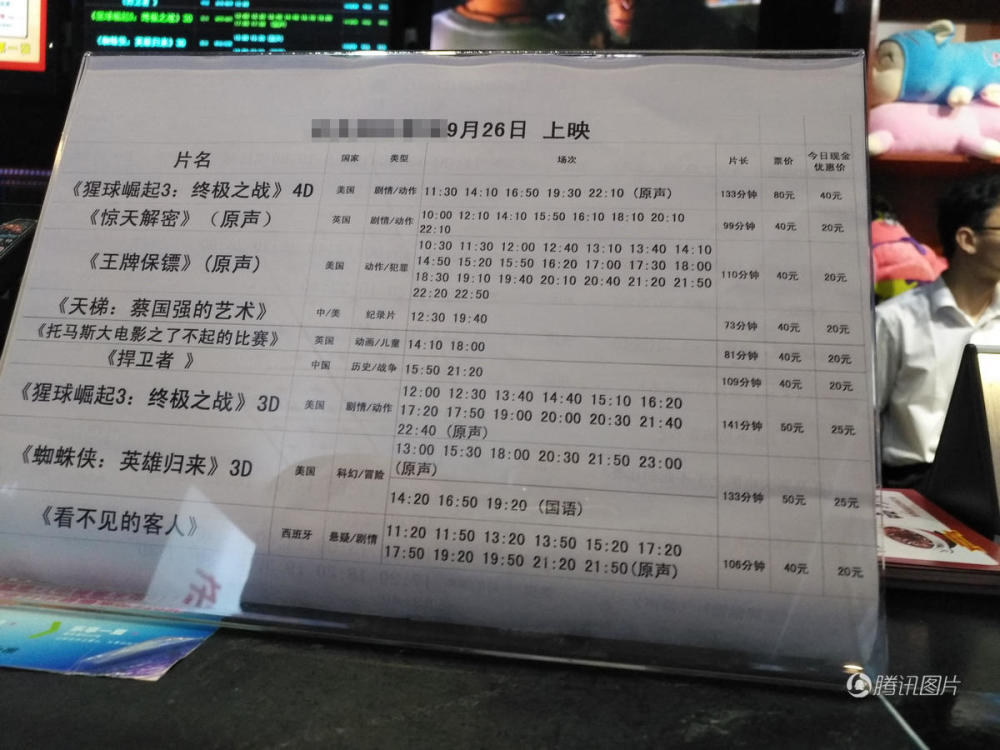 《猩球崛起3：终极之战》3D
《蜘蛛侠：英雄归来》3D
9月26日 上映
片名 国家 类型 场次 片长 票价 今日现金优惠价
《猩球崛起3：终极之战》4D 美国 剧情/动作 11:30 14:10 16:50 19:30 22:10（原声） 133分钟 80元 40元
《惊天解密》（原声） 英国 剧情/动作 10:00 12:10 14:10 15:50 16:10 18:10 20:10
22:10 99分钟 40元 20元
《王牌保镖》（原声） 美国 动作/犯罪 10:30 11:30 12:00 12:40 13:10 13:40 14:10
14:50 15:20 15:50 16:20 17:00 17:30 18:00
18:30 19:10 19:40 20:10 20:40 21:20 21:50
22:20 22:50 110分钟 40元 20元
《天梯：蔡国强的艺术》 中/美 纪录片 12:30 19:40 73分钟 40元 20元
《托马斯大电影之了不起的比赛》 英国 动画/儿童 14:10 18:00 81分钟 40元 20元
《捍卫者 》 中国 历史/战争 15:50 21:20 109分钟 40元 20元
《猩球崛起3：终极之战》3D 美国 剧情/动作 12:00 12:30 13:40 14:40 15:10 16:20
17:20 17:50 19:00 20:00 20:30 21:40
22:40（原声） 141分钟 50元 25元
《蜘蛛侠：英雄归来》3D 美国 科幻/冒险 13:00 15:30 18:00 20:30 21:50 23:00
（原声）
14:20 16:50 19:20（国语） 133分钟 50元 25元
《看不见的客人》 西班牙 悬疑/剧情 11:20 11:50 13:20 13:50 15:20 17:20
17:50 19:20 19:50 21:20 21:50（原声） 106分钟 40元 20元
腾讯图片